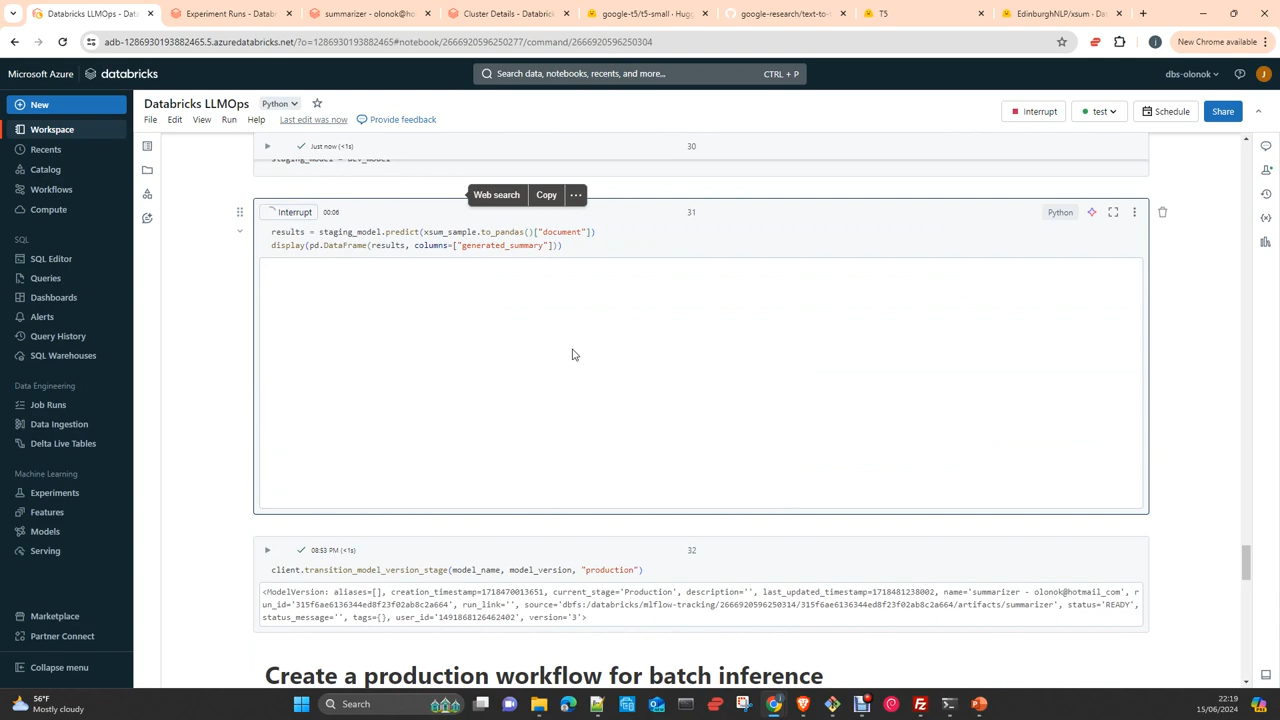 Databricks LLMOps - Databricks
Experiment Runs - Datab
summarizer - olonok@ho
Cluster Details - Databric
google-t5/t5-small · Hugg
google-research/text-to
T5
EdinburghNLP/xsum · Da
adb-1286930193882465.5.azuredatabricks.net/?o=1286930193882465#notebook/2666920596250277/command/2666920596250304
New Chrome available
Microsoft Azure
databricks
Search data, notebooks, recents, and more...
CTRL + P
dbs-olonok
J
New
Workspace
Recents
Catalog
Workflows
Compute
SQL
SQL Editor
Queries
Dashboards
Alerts
Query History
SQL Warehouses
Data Engineering
Job Runs
Data Ingestion
Delta Live Tables
Machine Learning
Experiments
Features
Models
Serving
Marketplace
Partner Connect
Collapse menu
Databricks LLMOps
Python
File
Edit
View
Run
Help
Last edit was now
Provide feedback
Interrupt
test
Schedule
Share
Just now (<1s)
30
staging_model = dev_model
Web search
Copy
Interrupt
00:06
31
Python
results = staging_model.predict(xsum_sample.to_pandas()["document"])
display(pd.DataFrame(results, columns=["generated_summary"]))
08:53 PM (<1s)
32
client.transition_model_version_stage(model_name, model_version, "production")
<ModelVersion: aliases=[], creation_timestamp=1718470013651, current_stage='Production', description='', last_updated_timestamp=1718481238002, name='summarizer - olonok@hotmail_com', r
un_id='315f6ae6136344ed8f23f02ab8c2a664', run_link='', source='dbfs:/databricks/mlflow-tracking/2666920596250314/315f6ae6136344ed8f23f02ab8c2a664/artifacts/summarizer', status='READY',
status_message='', tags={}, user_id='1491868126462402', version='3'>
Create a production workflow for batch inference
56°F
Mostly cloudy
Search
22:19
15/06/2024